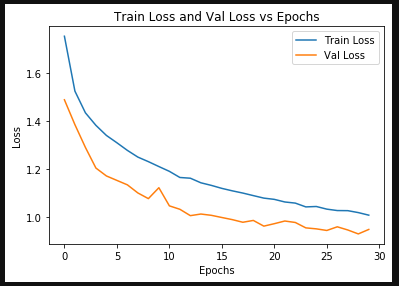 Train Loss and Val Loss vs Epochs
Train Loss
Val Loss
Loss
1.6
1.4
1.2
1.0
0 5 10 15 20 25 30
Epochs